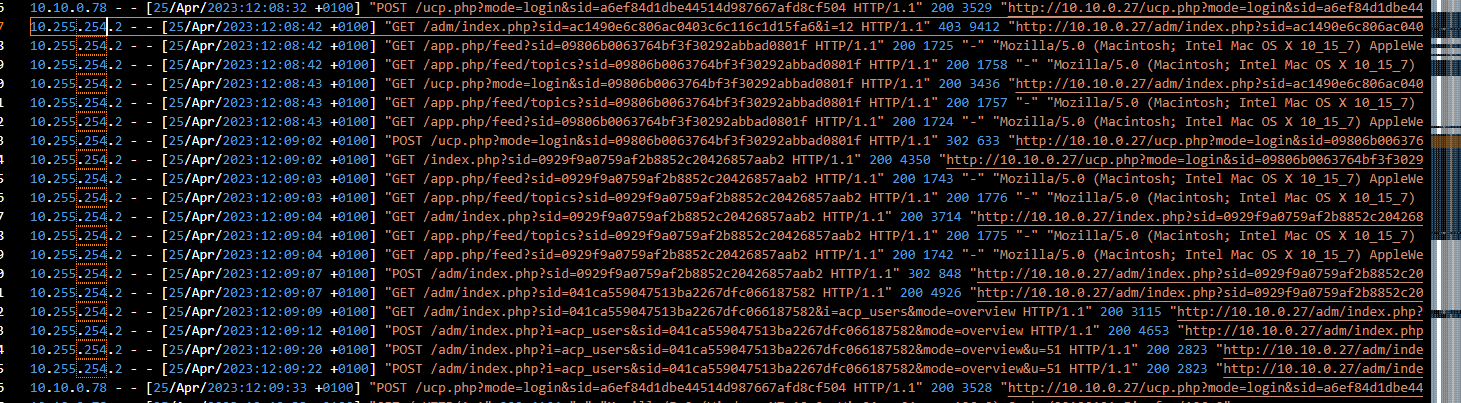 10.10.0.78 - - [25/Apr/2023:12:08:32 +0100] "POST /ucp.php?mode=login&sid=a6ef84d1dbe44514d987667afd8cf504 HTTP/1.1" 200 3529 "http://10.10.0.27/ucp.php?mode=login&sid=a6ef84d1dbe44
10.255.254.2 - - [25/Apr/2023:12:08:42 +0100] "GET /adm/index.php?sid=ac1490e6c806ac0403c6c116c1d15fa6&i=12 HTTP/1.1" 403 9412 "http://10.10.0.27/adm/index.php?sid=ac1490e6c806ac040
10.255.254.2 - - [25/Apr/2023:12:08:42 +0100] "GET /app.php/feed?sid=09806b0063764bf3f30292abbad0801f HTTP/1.1" 200 1725 "-" "Mozilla/5.0 (Macintosh; Intel Mac OS X 10_15_7) AppleWe
10.255.254.2 - - [25/Apr/2023:12:08:42 +0100] "GET /app.php/feed/topics?sid=09806b0063764bf3f30292abbad0801f HTTP/1.1" 200 1758 "-" "Mozilla/5.0 (Macintosh; Intel Mac OS X 10_15_7)
10.255.254.2 - - [25/Apr/2023:12:08:43 +0100] "GET /ucp.php?mode=login&sid=09806b0063764bf3f30292abbad0801f HTTP/1.1" 200 3436 "http://10.10.0.27/adm/index.php?sid=ac1490e6c806ac040
10.255.254.2 - - [25/Apr/2023:12:08:43 +0100] "GET /app.php/feed/topics?sid=09806b0063764bf3f30292abbad0801f HTTP/1.1" 200 1757 "-" "Mozilla/5.0 (Macintosh; Intel Mac OS X 10_15_7)
10.255.254.2 - - [25/Apr/2023:12:08:43 +0100] "GET /app.php/feed?sid=09806b0063764bf3f30292abbad0801f HTTP/1.1" 200 1724 "-" "Mozilla/5.0 (Macintosh; Intel Mac OS X 10_15_7) AppleWe
10.255.254.2 - - [25/Apr/2023:12:09:02 +0100] "POST /ucp.php?mode=login&sid=09806b0063764bf3f30292abbad0801f HTTP/1.1" 302 633 "http://10.10.0.27/ucp.php?mode=login&sid=09806b006376
10.255.254.2 - - [25/Apr/2023:12:09:02 +0100] "GET /index.php?sid=0929f9a0759af2b8852c20426857aab2 HTTP/1.1" 200 4350 "http://10.10.0.27/ucp.php?mode=login&sid=09806b0063764bf3f3029
10.255.254.2 - - [25/Apr/2023:12:09:03 +0100] "GET /app.php/feed?sid=0929f9a0759af2b8852c20426857aab2 HTTP/1.1" 200 1743 "-" "Mozilla/5.0 (Macintosh; Intel Mac OS X 10_15_7) AppleWe
10.255.254.2 - - [25/Apr/2023:12:09:03 +0100] "GET /app.php/feed/topics?sid=0929f9a0759af2b8852c20426857aab2 HTTP/1.1" 200 1776 "-" "Mozilla/5.0 (Macintosh; Intel Mac OS X 10_15_7)
10.255.254.2 - - [25/Apr/2023:12:09:04 +0100] "GET /adm/index.php?sid=0929f9a0759af2b8852c20426857aab2 HTTP/1.1" 200 3714 "http://10.10.0.27/index.php?sid=0929f9a0759af2b8852c204268
10.255.254.2 - - [25/Apr/2023:12:09:04 +0100] "GET /app.php/feed/topics?sid=0929f9a0759af2b8852c20426857aab2 HTTP/1.1" 200 1775 "-" "Mozilla/5.0 (Macintosh; Intel Mac OS X 10_15_7)
10.255.254.2 - - [25/Apr/2023:12:09:04 +0100] "GET /app.php/feed?sid=0929f9a0759af2b8852c20426857aab2 HTTP/1.1" 200 1742 "-" "Mozilla/5.0 (Macintosh; Intel Mac OS X 10_15_7) AppleWe
10.255.254.2 - - [25/Apr/2023:12:09:07 +0100] "POST /adm/index.php?sid=0929f9a0759af2b8852c20426857aab2 HTTP/1.1" 302 848 "http://10.10.0.27/adm/index.php?sid=0929f9a0759af2b8852c20
10.255.254.2 - - [25/Apr/2023:12:09:07 +0100] "GET /adm/index.php?sid=041ca559047513ba2267dfc066187582 HTTP/1.1" 200 4926 "http://10.10.0.27/adm/index.php?sid=0929f9a0759af2b8852c20
10.255.254.2 - - [25/Apr/2023:12:09:09 +0100] "GET /adm/index.php?sid=041ca559047513ba2267dfc066187582&i=acp_users&mode=overview HTTP/1.1" 200 3115 "http://10.10.0.27/adm/index.php?
10.255.254.2 - - [25/Apr/2023:12:09:12 +0100] "POST /adm/index.php?i=acp_users&sid=041ca559047513ba2267dfc066187582&mode=overview HTTP/1.1" 200 4653 "http://10.10.0.27/adm/index.php
10.255.254.2 - - [25/Apr/2023:12:09:20 +0100] "POST /adm/index.php?i=acp_users&sid=041ca559047513ba2267dfc066187582&mode=overview&u=51 HTTP/1.1" 200 2823 "http://10.10.0.27/adm/inde
10.255.254.2 - - [25/Apr/2023:12:09:22 +0100] "POST /adm/index.php?i=acp_users&sid=041ca559047513ba2267dfc066187582&mode=overview&u=51 HTTP/1.1" 200 2823 "http://10.10.0.27/adm/inde
10.10.0.78 - - [25/Apr/2023:12:09:33 +0100] "POST /ucp.php?mode=login&sid=a6ef84d1dbe44514d987667afd8cf504 HTTP/1.1" 200 3528 "http://10.10.0.27/ucp.php?mode=login&sid=a6ef84d1dbe44